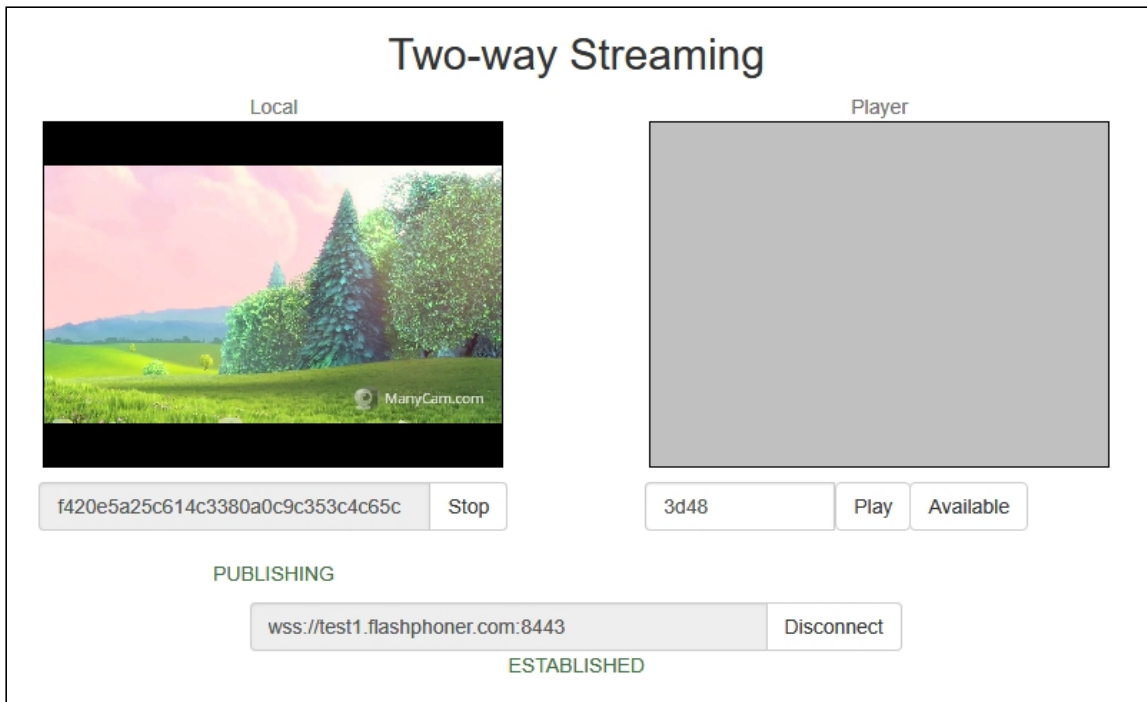 Two-way Streaming
Local
Player
ManyCam.com
f420e5a25c614c3380a0c9c353c4c65c
Stop
3d48
Play
Available
PUBLISHING
wss://test1.flashphoner.com:8443
Disconnect
ESTABLISHED